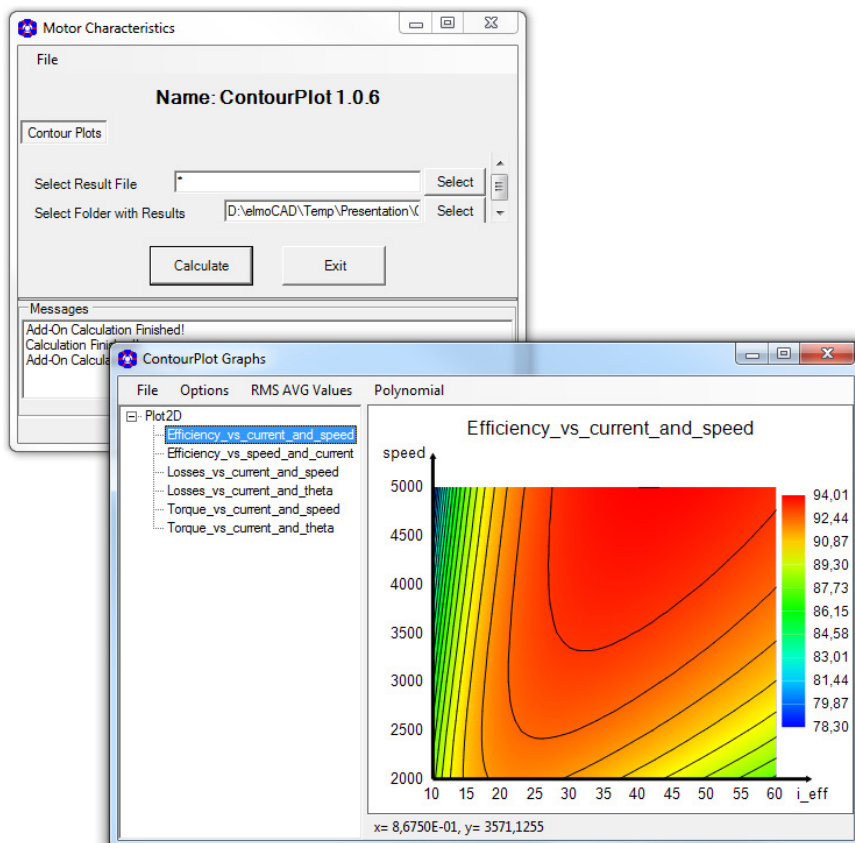 Motor Characteristics
File
Name: ContourPlot 1.0.6
Contour Plots
Select Result File * Select
Select Folder with Results D:\elmoCAD\Temp\Presentation\ Select
Calculate Exit
Messages
Add-On Calculation Finished!
Calculation
Add-On
ContourPlot Graphs
File Options RMS AVG Values Polynomial
Plot2D
Efficiency_vs_current_and_speed
Efficiency_vs_speed_and_current
Losses_vs_current_and_speed
Losses_vs_current_and_theta
Torque_vs_current_and_speed
Torque_vs_current_and_theta
Efficiency_vs_current_and_speed
speed
5000
4500
4000
3500
3000
2500
2000
10 15 20 25 30 35 40 45 50 55 60 i_eff
94,01
92,44
90,87
89,30
87,73
86,15
84,58
83,01
81,44
79,87
78,30
x= 8,6750E-01, y= 3571,1255